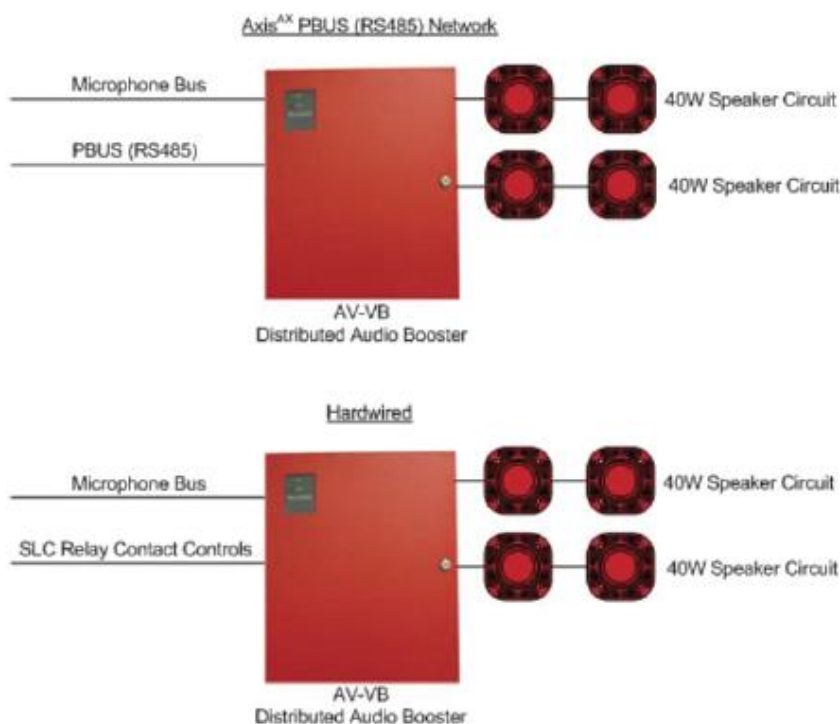 Axis^AX PBUS (RS485) Network
Microphone Bus
40W Speaker Circuit
PBUS (RS485)
40W Speaker Circuit
AV-VB
Distributed Audio Booster
Hardwired
Microphone Bus
40W Speaker Circuit
SLC Relay Contact Controls
40W Speaker Circuit
AV-VB
Distributed Audio Booster